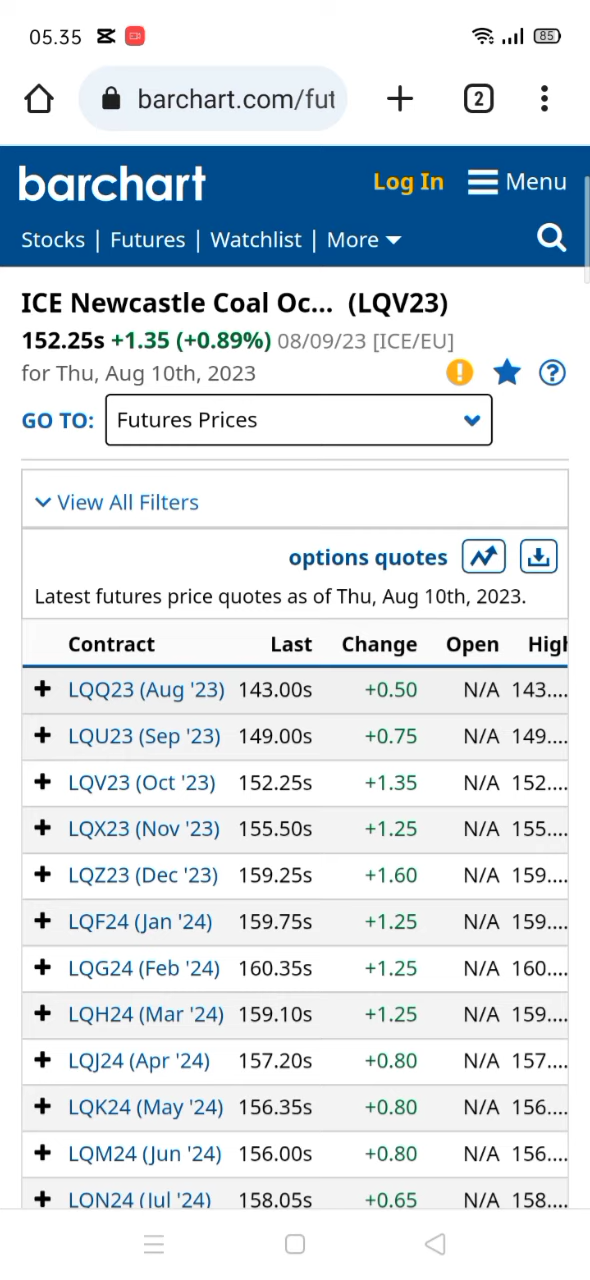 05.35 85
barchart.com/fut 2
barchart Log In Menu
Stocks | Futures | Watchlist | More
ICE Newcastle Coal Oc... (LQV23)
152.25s +1.35 (+0.89%) 08/09/23 [ICE/EU]
for Thu, Aug 10th, 2023
GO TO: Futures Prices
View All Filters
options quotes
Latest futures price quotes as of Thu, Aug 10th, 2023.
Contract Last Change Open High
+ LQQ23 (Aug '23) 143.00s +0.50 N/A 143....
+ LQU23 (Sep '23) 149.00s +0.75 N/A 149....
+ LQV23 (Oct '23) 152.25s +1.35 N/A 152....
+ LQX23 (Nov '23) 155.50s +1.25 N/A 155....
+ LQZ23 (Dec '23) 159.25s +1.60 N/A 159....
+ LQF24 (Jan '24) 159.75s +1.25 N/A 159....
+ LQG24 (Feb '24) 160.35s +1.25 N/A 160....
+ LQH24 (Mar '24) 159.10s +1.25 N/A 159....
+ LQJ24 (Apr '24) 157.20s +0.80 N/A 157....
+ LQK24 (May '24) 156.35s +0.80 N/A 156....
+ LQM24 (Jun '24) 156.00s +0.80 N/A 156....
+ LQN24 (Jul '24) 158.05s +0.65 N/A 158....